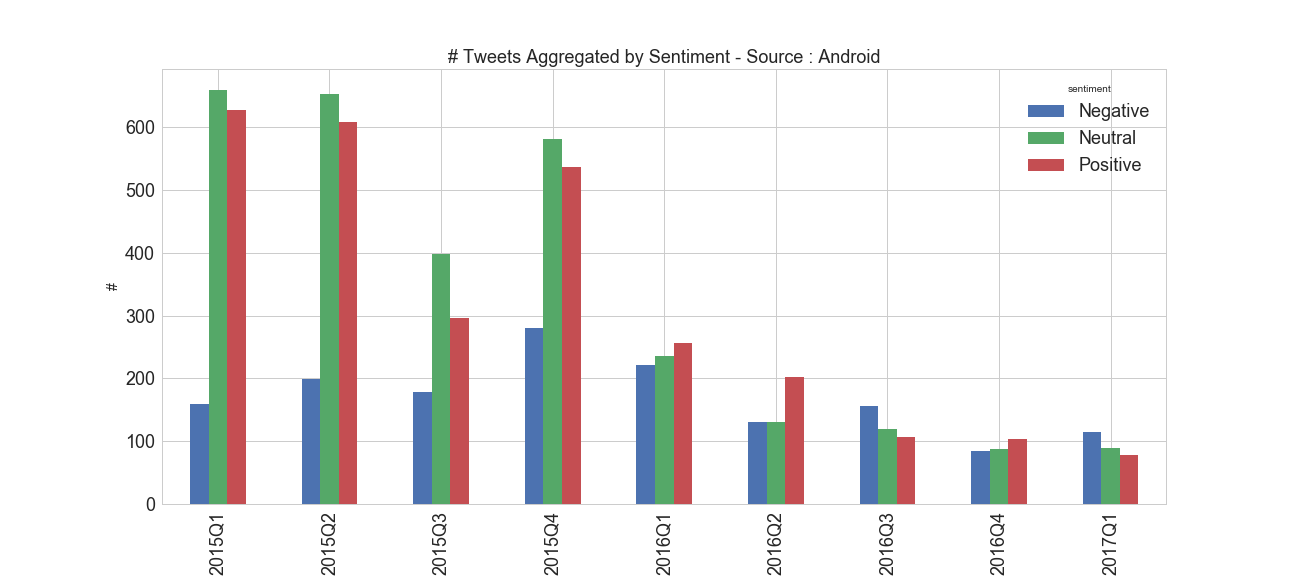 # Tweets Aggregated by Sentiment - Source : Android
sentiment
Negative
Neutral
Positive
600
500
400
300
200
100
0
#
2015Q1
2015Q2
2015Q3
2015Q4
2016Q1
2016Q2
2016Q3
2016Q4
2017Q1